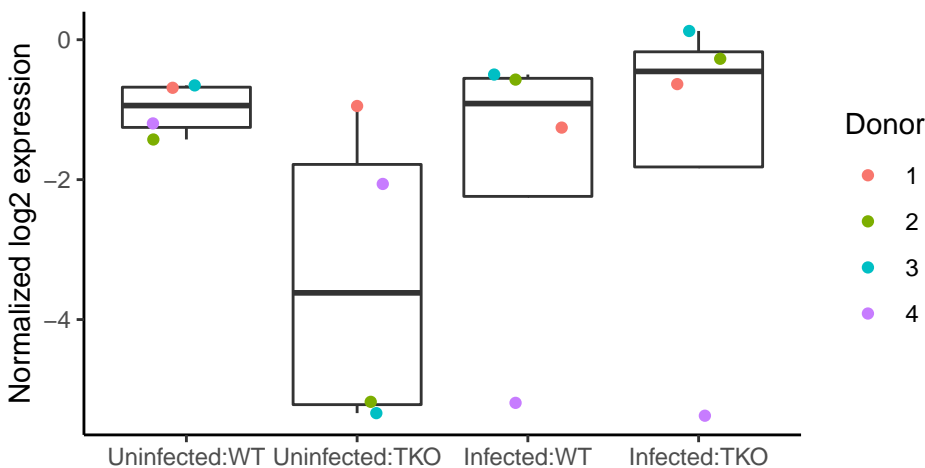 Normalized log2 expression
0
−2
−4
Uninfected:WT Uninfected:TKO Infected:WT Infected:TKO
Donor
1
2
3
4